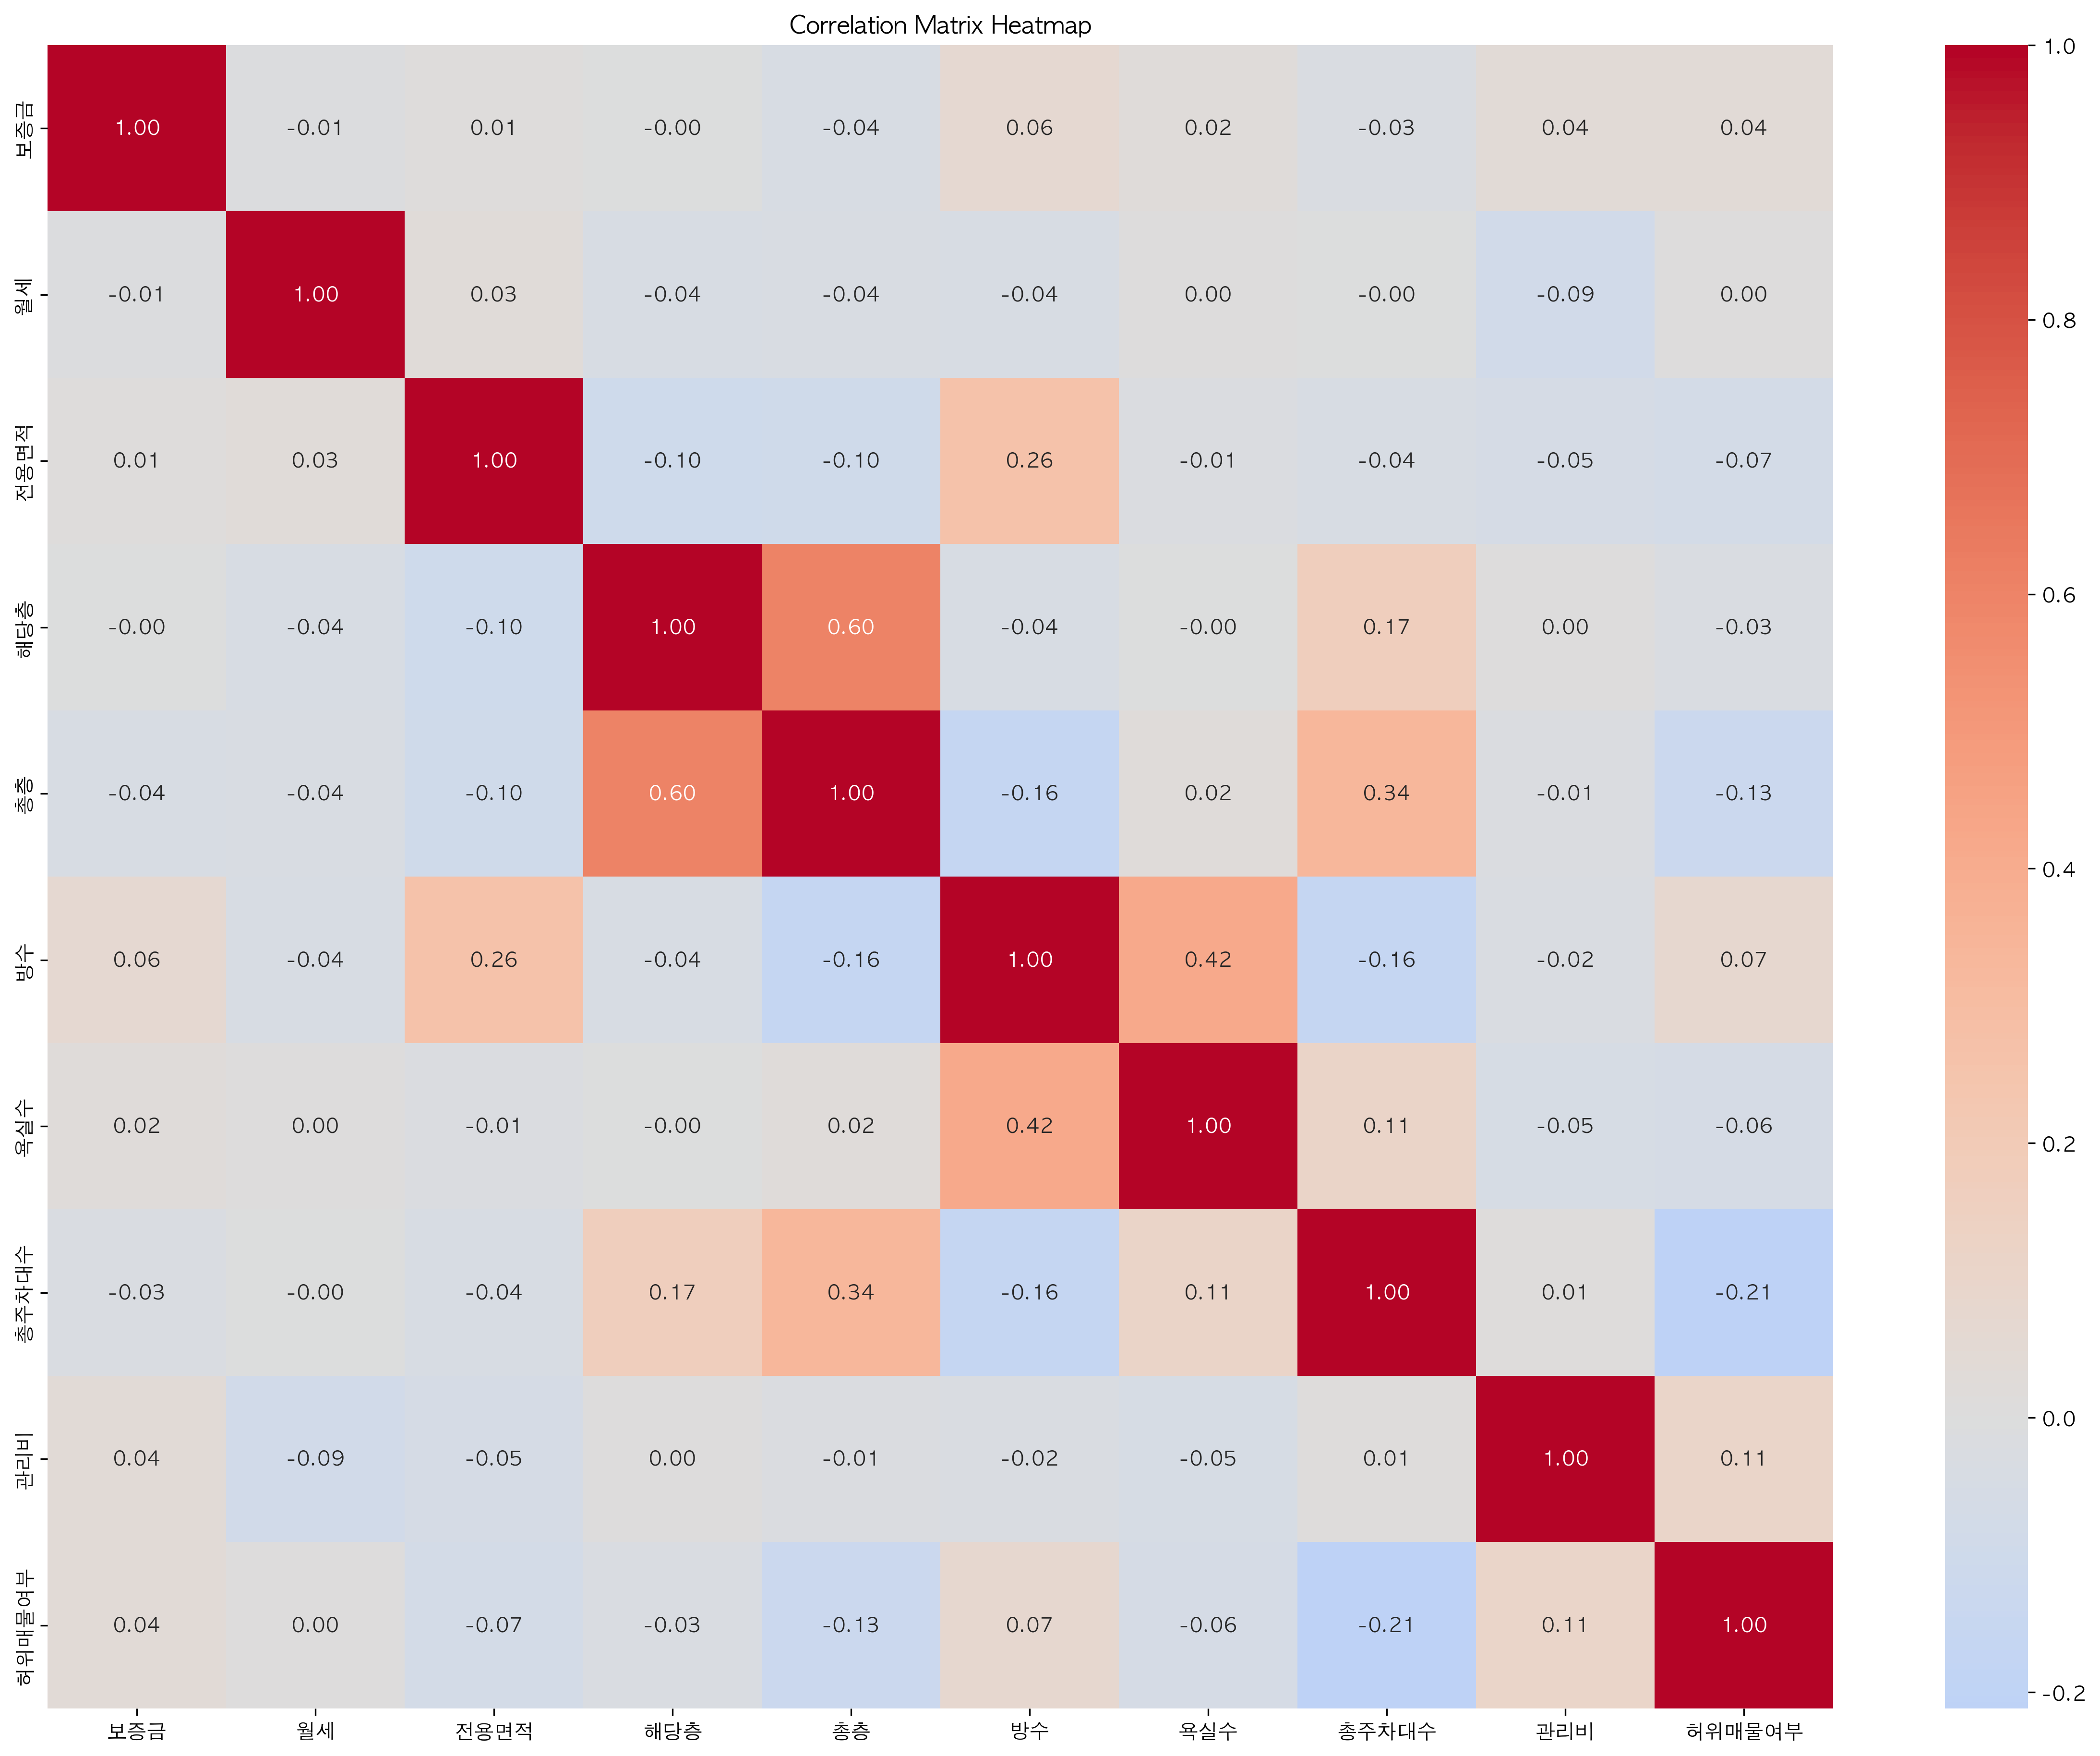 Correlation Matrix Heatmap
보증금 1.00 -0.01 0.01 -0.00 -0.04 0.06 0.02 -0.03 0.04 0.04
월세 -0.01 1.00 0.03 -0.04 -0.04 -0.04 0.00 -0.00 -0.09 0.00
전용면적 0.01 0.03 1.00 -0.10 -0.10 0.26 -0.01 -0.04 -0.05 -0.07
해당층 -0.00 -0.04 -0.10 1.00 0.60 -0.04 -0.00 0.17 0.00 -0.03
총층 -0.04 -0.04 -0.10 0.60 1.00 -0.16 0.02 0.34 -0.01 -0.13
방수 0.06 -0.04 0.26 -0.04 -0.16 1.00 0.42 -0.16 -0.02 0.07
욕실수 0.02 0.00 -0.01 -0.00 0.02 0.42 1.00 0.11 -0.05 -0.06
총주차대수 -0.03 -0.00 -0.04 0.17 0.34 -0.16 0.11 1.00 0.01 -0.21
관리비 0.04 -0.09 -0.05 0.00 -0.01 -0.02 -0.05 0.01 1.00 0.11
허위매물여부 0.04 0.00 -0.07 -0.03 -0.13 0.07 -0.06 -0.21 0.11 1.00
보증금 월세 전용면적 해당층 총층 방수 욕실수 총주차대수 관리비 허위매물여부
1.0
0.8
0.6
0.4
0.2
0.0
-0.2